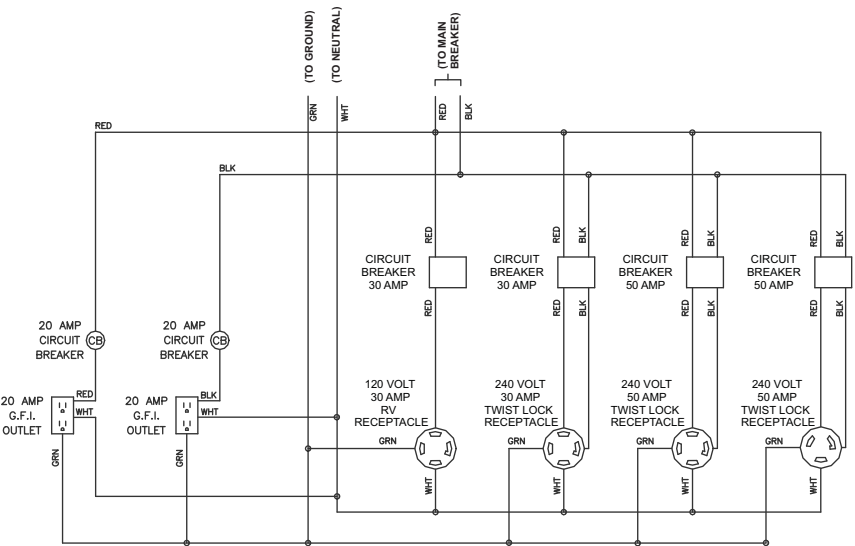 (TO GROUND)
(TO NEUTRAL)
(TO MAIN
BREAKER)
GRN
WHT
RED
BLK
RED
BLK
RED
RED
BLK
RED
BLK
RED
BLK
CIRCUIT
BREAKER
30 AMP
CIRCUIT
BREAKER
30 AMP
CIRCUIT
BREAKER
50 AMP
CIRCUIT
BREAKER
50 AMP
RED
RED
BLK
RED
BLK
RED
BLK
20 AMP
CIRCUIT
BREAKER
CB
20 AMP
CIRCUIT
BREAKER
CB
20 AMP
G.F.I.
OUTLET
RED
WHT
GRN
20 AMP
G.F.I.
OUTLET
BLK
WHT
GRN
120 VOLT
30 AMP
RV
RECEPTACLE
240 VOLT
30 AMP
TWIST LOCK
RECEPTACLE
240 VOLT
50 AMP
TWIST LOCK
RECEPTACLE
240 VOLT
50 AMP
TWIST LOCK
RECEPTACLE
GRN
GRN
GRN
GRN
WHT
WHT
WHT
WHT